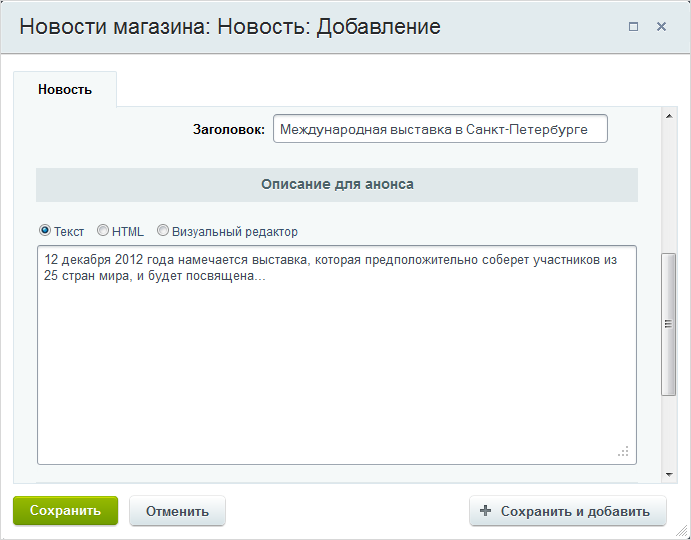 Новости магазина: Новость: Добавление
Новость
Заголовок: Международная выставка в Санкт-Петербурге
Описание для анонса
Текст HTML Визуальный редактор
12 декабря 2012 года намечается выставка, которая предположительно соберет участников из
25 стран мира, и будет посвящена...
Сохранить Отменить Сохранить и добавить